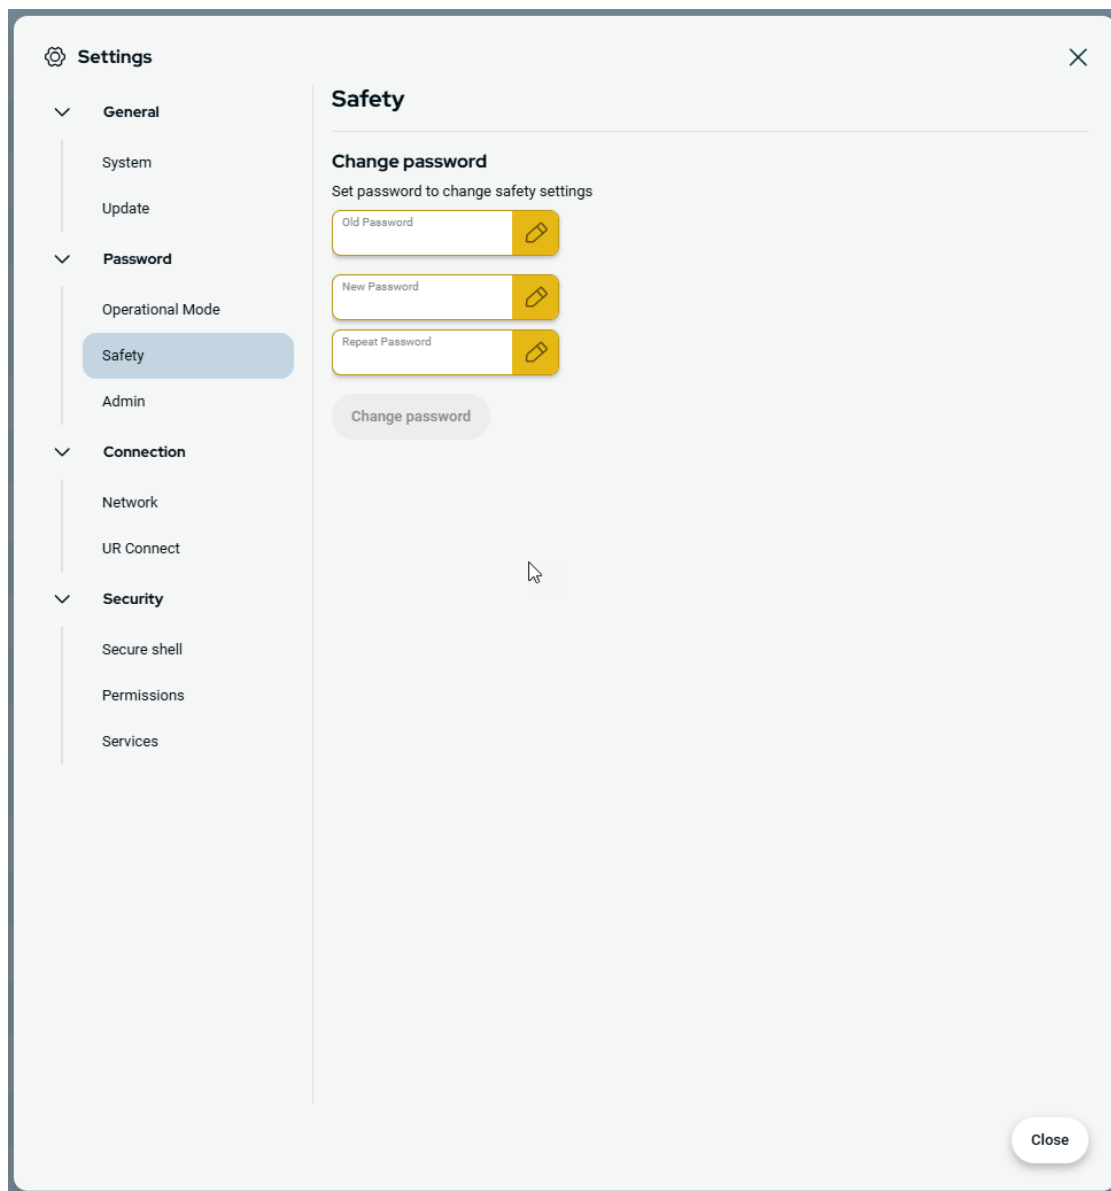 Settings
General
System
Update
Password
Operational Mode
Safety
Admin
Connection
Network
UR Connect
Security
Secure shell
Permissions
Services
Safety
Change password
Set password to change safety settings
Old Password
New Password
Repeat Password
Change password
Close